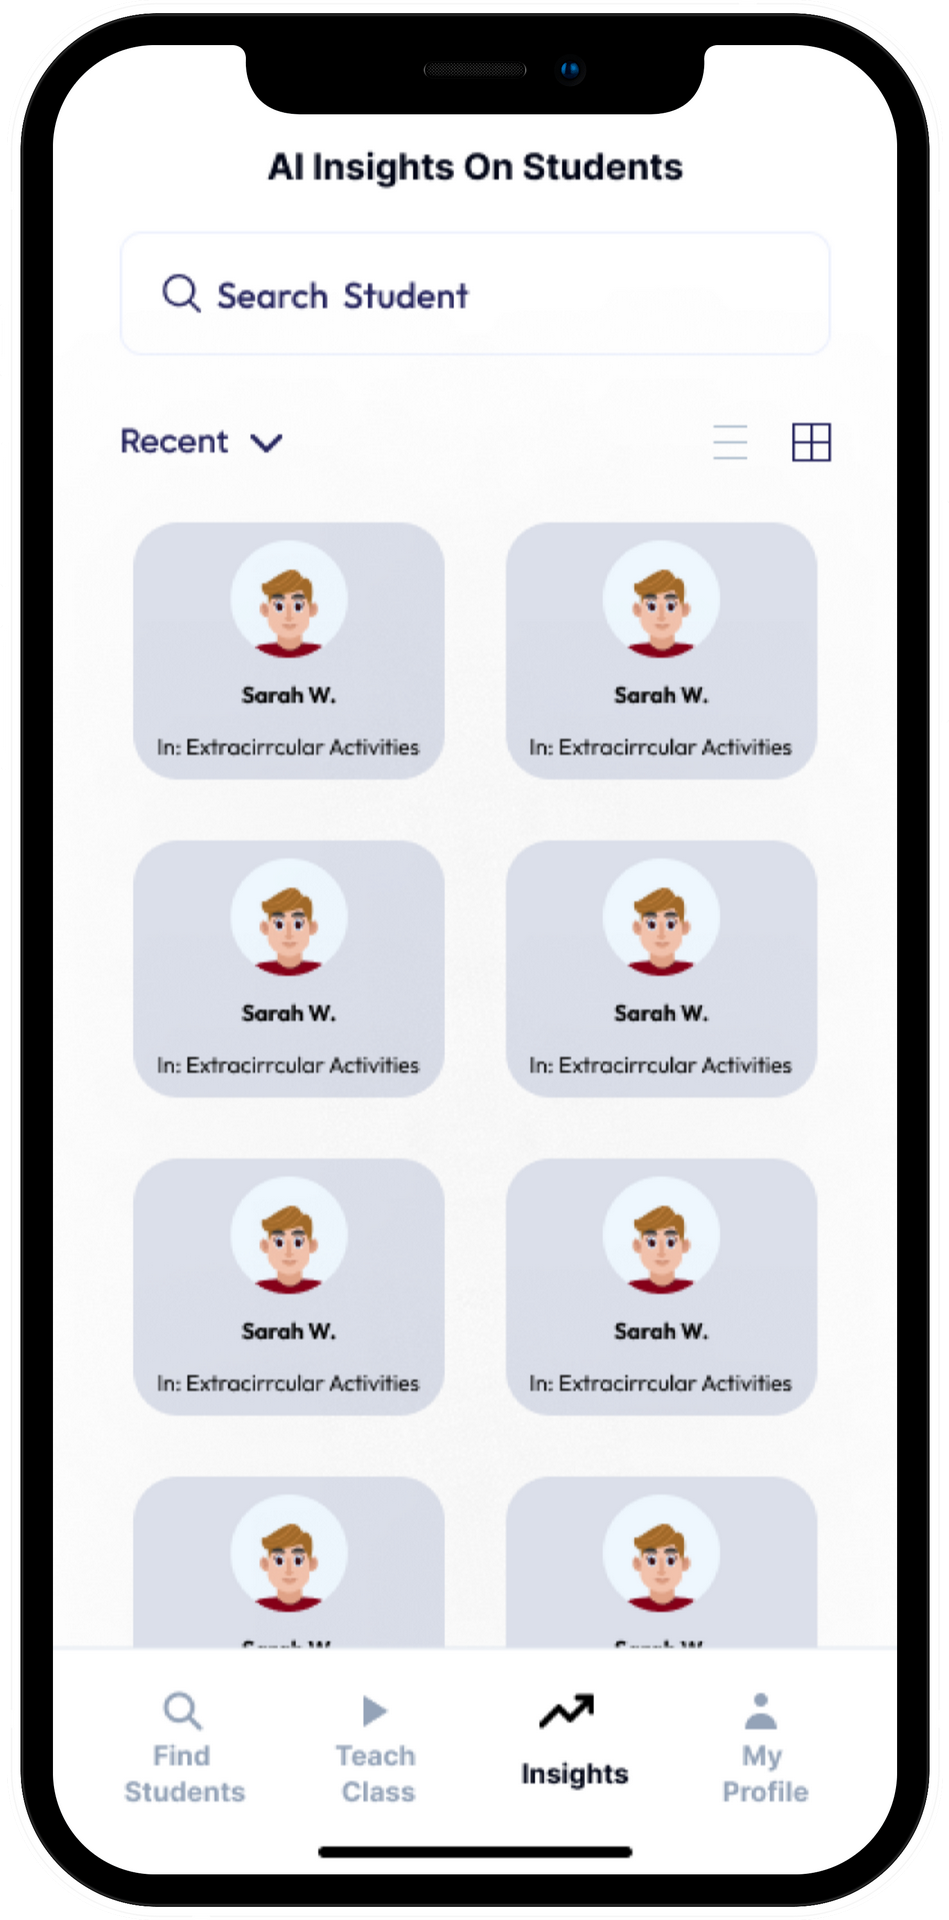 AI Insights On Students
Search Student
Recent
Sarah W.
In: Extracirrcular Activities
Sarah W.
In: Extracirrcular Activities
Sarah W.
In: Extracirrcular Activities
Sarah W.
In: Extracirrcular Activities
Sarah W.
In: Extracirrcular Activities
Sarah W.
In: Extracirrcular Activities
Sarah W.
Sarah W.
Find
Students
Teach
Class
Insights
My
Profile